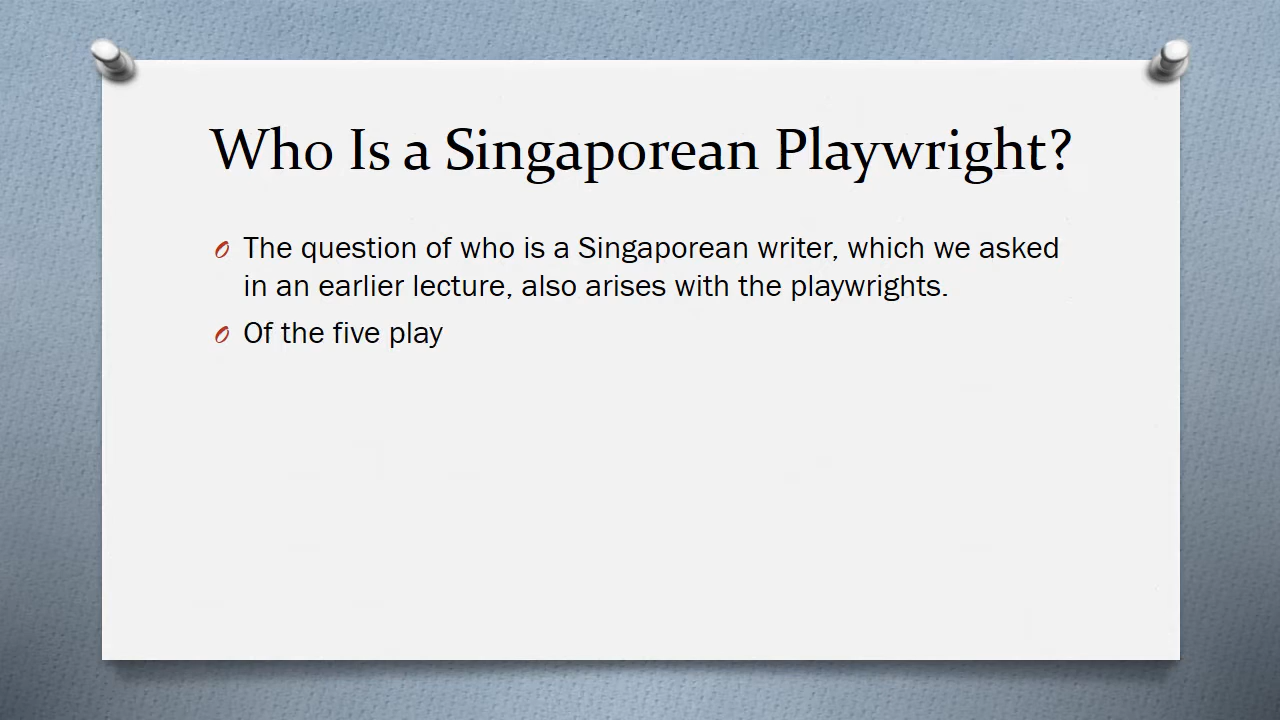 Who Is a Singaporean Playwright?
The question of who is a Singaporean writer, which we asked
in an earlier lecture, also arises with the playwrights.
Of the five play